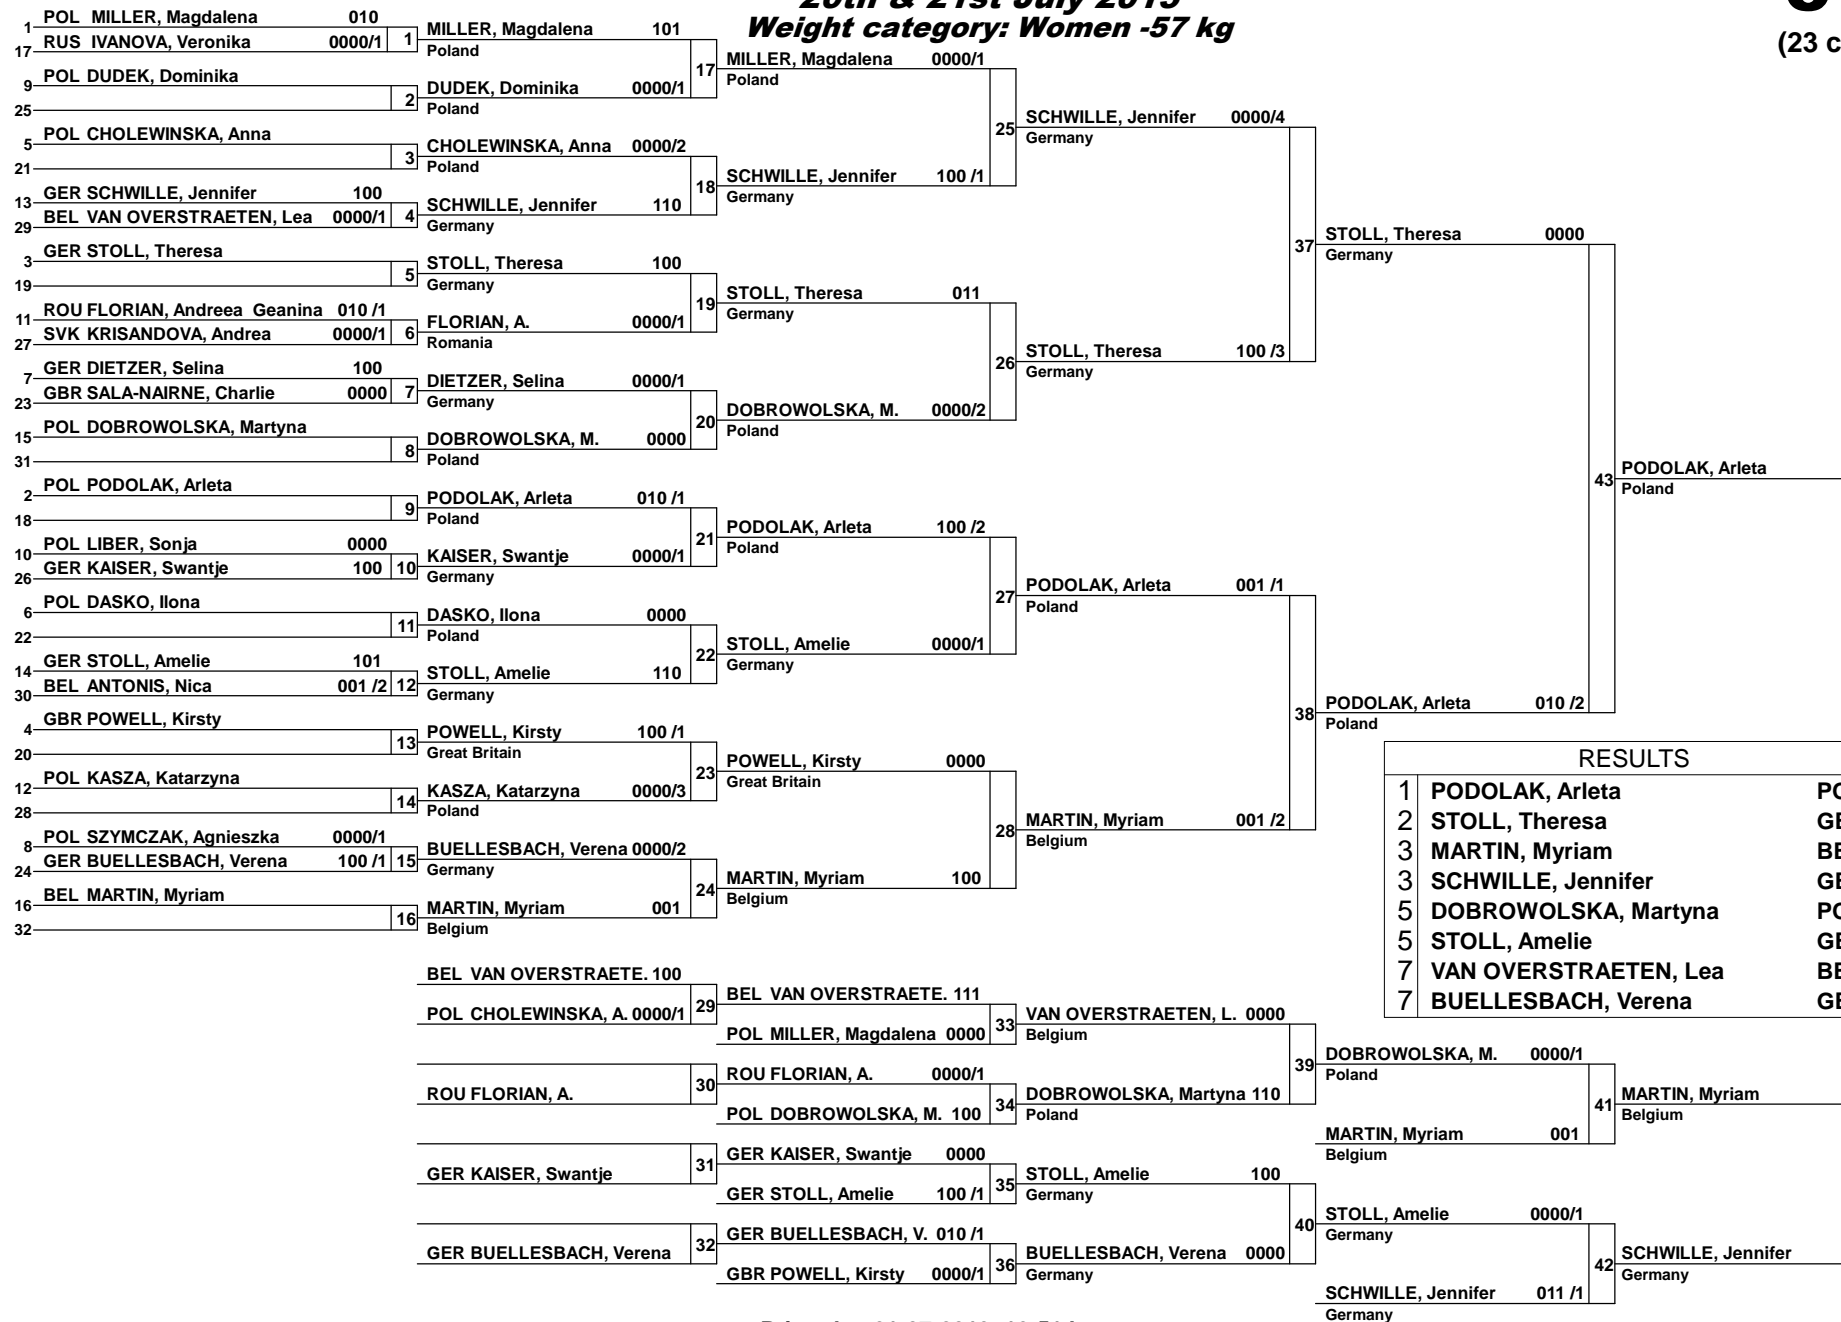 20th & 21st July 2013
Weight category: Women -57 kg
(23 c
1 POL MILLER, Magdalena 010
17 RUS IVANOVA, Veronika 0000/1 1
9 POL DUDEK, Dominika
25 2
5 POL CHOLEWINSKA, Anna
21 3
13 GER SCHWILLE, Jennifer 100
29 BEL VAN OVERSTRAETEN, Lea 0000/1 4
3 GER STOLL, Theresa
19 5
11 ROU FLORIAN, Andreea Geanina 010 /1
27 SVK KRISANDOVA, Andrea 0000/1 6
7 GER DIETZER, Selina 100
23 GBR SALA-NAIRNE, Charlie 0000 7
15 POL DOBROWOLSKA, Martyna
31 8
2 POL PODOLAK, Arleta
18 9
10 POL LIBER, Sonja 0000
26 GER KAISER, Swantje 100 10
6 POL DASKO, Ilona
22 11
14 GER STOLL, Amelie 101
30 BEL ANTONIS, Nica 001 /2 12
4 GBR POWELL, Kirsty
20 13
12 POL KASZA, Katarzyna
28 14
8 POL SZYMCZAK, Agnieszka 0000/1
24 GER BUELLESBACH, Verena 100 /1 15
16 BEL MARTIN, Myriam
32 16
MILLER, Magdalena 101
Poland
17
DUDEK, Dominika 0000/1
Poland
CHOLEWINSKA, Anna 0000/2
Poland
18
SCHWILLE, Jennifer 110
Germany
STOLL, Theresa 100
Germany
19
FLORIAN, A. 0000/1
Romania
DIETZER, Selina 0000/1
Germany
20
DOBROWOLSKA, M. 0000
Poland
PODOLAK, Arleta 010 /1
Poland
21
KAISER, Swantje 0000/1
Germany
DASKO, Ilona 0000
Poland
22
STOLL, Amelie 110
Germany
POWELL, Kirsty 100 /1
Great Britain
23
KASZA, Katarzyna 0000/3
Poland
BUELLESBACH, Verena 0000/2
Germany
24
MARTIN, Myriam 001
Belgium
MILLER, Magdalena 0000/1
Poland
25
SCHWILLE, Jennifer 100 /1
Germany
STOLL, Theresa 011
Germany
26
DOBROWOLSKA, M. 0000/2
Poland
PODOLAK, Arleta 100 /2
Poland
27
STOLL, Amelie 0000/1
Germany
POWELL, Kirsty 0000
Great Britain
28
MARTIN, Myriam 100
Belgium
SCHWILLE, Jennifer 0000/4
Germany
37
STOLL, Theresa 100 /3
Germany
PODOLAK, Arleta 001 /1
Poland
38
MARTIN, Myriam 001 /2
Belgium
STOLL, Theresa 0000
Germany
43
PODOLAK, Arleta 010 /2
Poland
PODOLAK, Arleta
Poland
RESULTS
1 PODOLAK, Arleta PO
2 STOLL, Theresa GE
3 MARTIN, Myriam BE
3 SCHWILLE, Jennifer GE
5 DOBROWOLSKA, Martyna PO
5 STOLL, Amelie GE
7 VAN OVERSTRAETEN, Lea BE
7 BUELLESBACH, Verena GE
BEL VAN OVERSTRAETE. 100
29
POL CHOLEWINSKA, A. 0000/1
30
ROU FLORIAN, A.
31
GER KAISER, Swantje
32
GER BUELLESBACH, Verena
BEL VAN OVERSTRAETE. 111
33
POL MILLER, Magdalena 0000
ROU FLORIAN, A. 0000/1
34
POL DOBROWOLSKA, M. 100
GER KAISER, Swantje 0000
35
GER STOLL, Amelie 100 /1
GER BUELLESBACH, V. 010 /1
36
GBR POWELL, Kirsty 0000/1
VAN OVERSTRAETEN, L. 0000
Belgium
39
DOBROWOLSKA, Martyna 110
Poland
STOLL, Amelie 100
Germany
40
BUELLESBACH, Verena 0000
Germany
DOBROWOLSKA, M. 0000/1
Poland
41
MARTIN, Myriam 001
Belgium
STOLL, Amelie 0000/1
Germany
42
SCHWILLE, Jennifer 011 /1
Germany
MARTIN, Myriam
Belgium
SCHWILLE, Jennifer
Germany